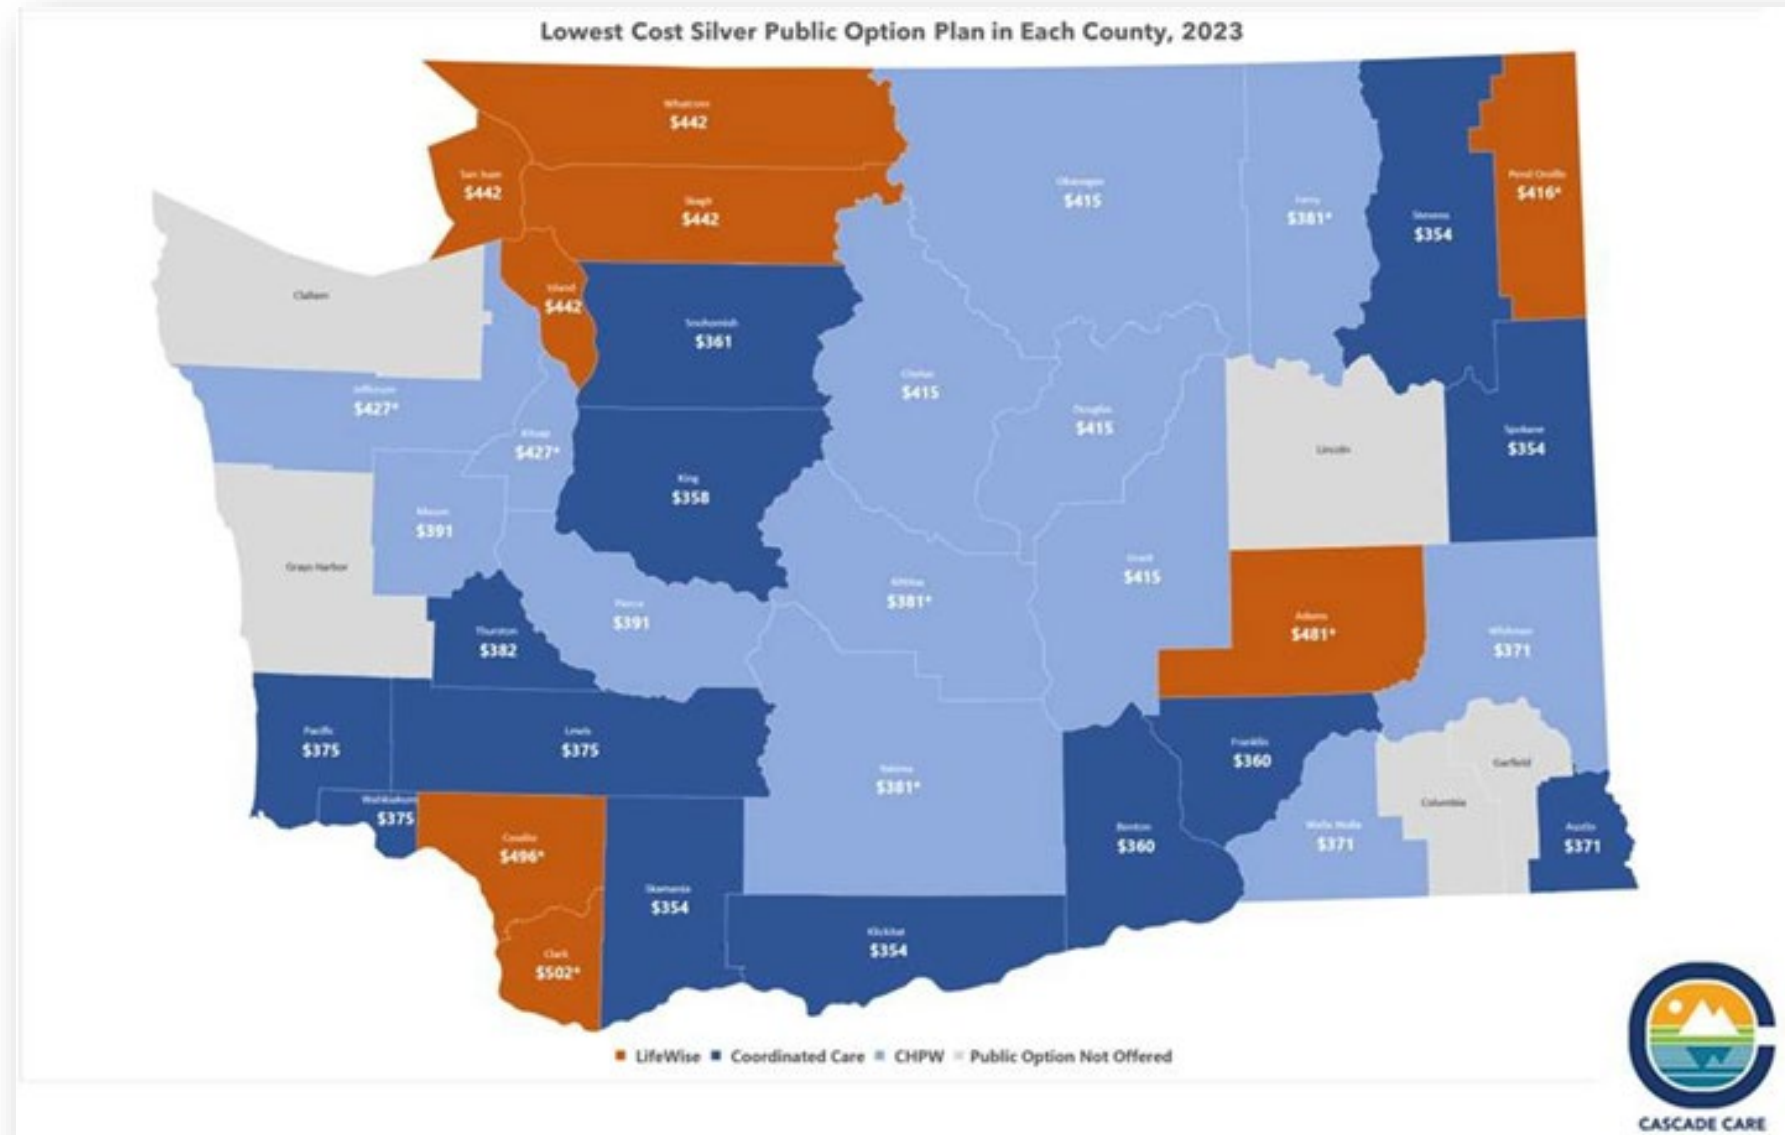 Lowest Cost Silver Public Option Plan in Each County, 2023
Whatcom
$442
San Juan
$442
Skagit
$442
Island
$442
Okanogan
$415
Ferry
$381*
Stevens
$354
Pend Oreille
$416*
Clallam
Snohomish
$361
Jefferson
$427*
Kitsap
$427*
Chelan
$415
Douglas
$415
Lincoln
Spokane
$354
King
$358
Mason
$391
Grays Harbor
Grant
$415
Kittitas
$381*
Pierce
$391
Thurston
$382
Adams
$481*
Whitman
$371
Pacific
$375
Lewis
$375
Wahkiakum
$375
Yakima
$381*
Franklin
$360
Garfield
Columbia
Cowlitz
$496*
Benton
$360
Walla Walla
$371
Asotin
$371
Skamania
$354
Klickitat
$354
Clark
$502*
LifeWise Coordinated Care CHPW Public Option Not Offered
CASCADE CARE